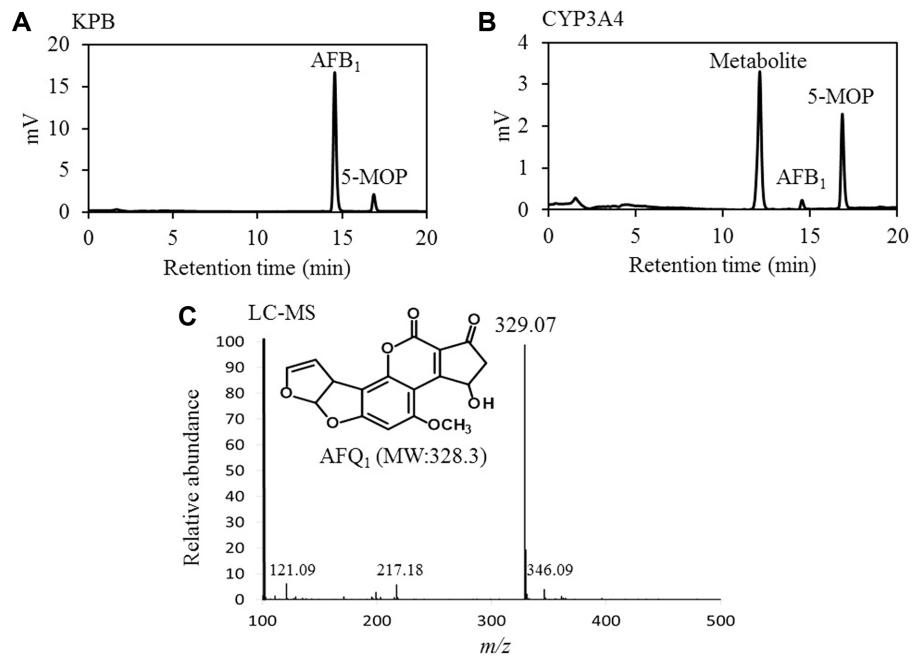 A KPB
20
15
10
5
0
mV
AFB₁
5-MOP
0 5 10 15 20
Retention time (min)
B CYP3A4
4
3
2
1
0
mV
Metabolite
AFB₁
5-MOP
0 5 10 15 20
Retention time (min)
C LC-MS
100
90
80
70
60
50
40
30
20
10
0
Relative abundance
O O
O
O
O
OH
OCH₃
AFQ₁ (MW:328.3)
329.07
121.09 217.18 346.09
100 200 300 400 500
m/z